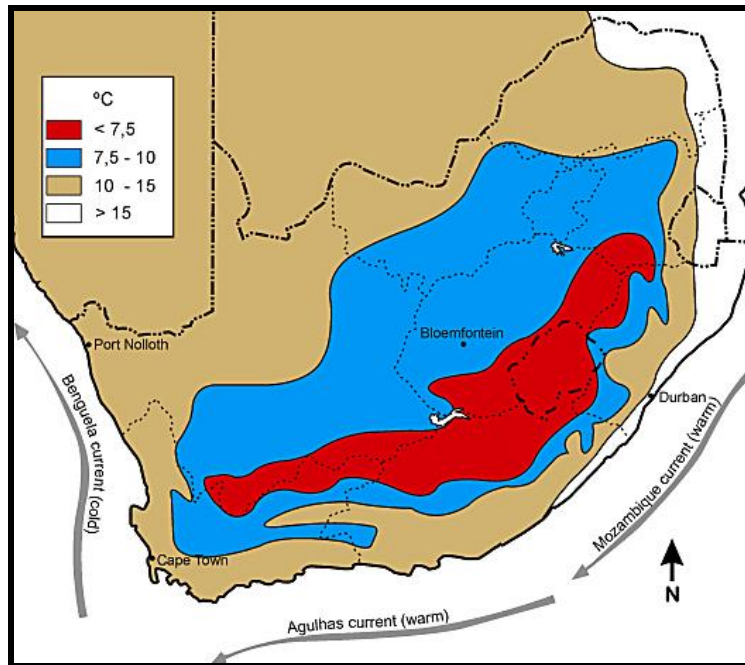 ºC
< 7,5
7,5 - 10
10 - 15
> 15
Port Nolloth
Bloemfontein
Durban
Benguela current (cold)
Mozambique current (warm)
Cape Town
N
Agulhas current (warm)